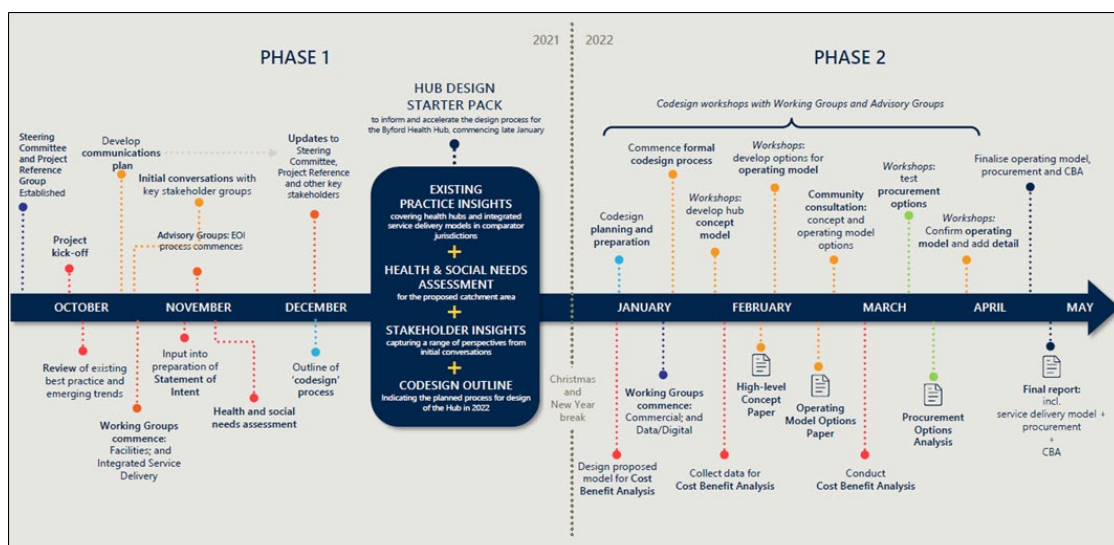 2021
2022
PHASE 1
PHASE 2
HUB DESIGN
STARTER PACK
to inform and accelerate the design process for
the Byford Health Hub, commencing late January
Codesign workshops with Working Groups and Advisory Groups
Steering
Committee
and Project
Reference
Group
Established
Develop
communications
plan
Updates to
Steering
Committee,
Project Reference
and other key
stakeholders
Initial conversations with
key stakeholder groups
Advisory Groups: EOI
process commences
Project
kick-off
EXISTING
PRACTICE INSIGHTS
covering health hubs and integrated
service delivery models in comparator
jurisdictions
+
HEALTH & SOCIAL NEEDS
ASSESSMENT
for the proposed catchment area
+
STAKEHOLDER INSIGHTS
capturing a range of perspectives from
initial conversations
+
CODESIGN OUTLINE
Indicating the planned process for
design of the Hub in 2022
Codesign
planning and
preparation
Commence formal
codesign process
Workshops:
develop hub
concept
model
Workshops:
develop options for
operating model
Community
consultation:
concept and
operating model
options
Workshops:
test
procurement
options
Workshops:
Confirm operating
model and add detail
Finalise operating model,
procurement and CBA
OCTOBER
NOVEMBER
DECEMBER
JANUARY
FEBRUARY
MARCH
APRIL
MAY
Review of existing
best practice and
emerging trends
Working Groups
commence:
Facilities; and
Integrated Service
Delivery
Input into
preparation of
Statement of
Intent
Health and social
needs assessment
Outline of
'codesign'
process
Christmas
and
New Year
break
Design proposed
model for Cost
Benefit Analysis
Working Groups
commence:
Commercial; and
Data/Digital
Collect data for
Cost Benefit Analysis
High-level
Concept
Paper
Operating
Model Options
Paper
Conduct
Cost Benefit Analysis
Procurement
Options
Analysis
Final report:
incl.
service delivery model +
procurement
+
CBA